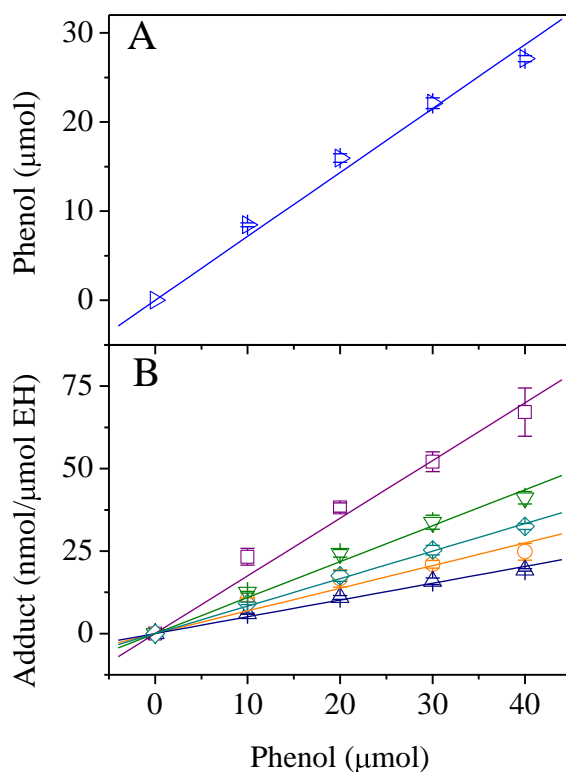 A
30
20
10
0
Phenol (μmol)
B
75
50
25
0
Adduct (nmol/μmol EH)
0 10 20 30 40
Phenol (μmol)